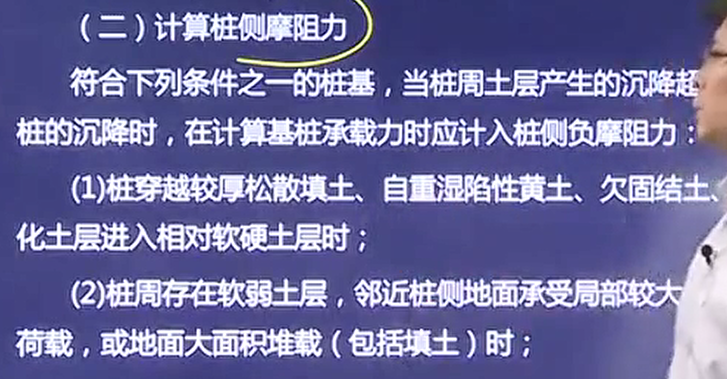 （二）计算桩侧摩阻力
符合下列条件之一的桩基，当桩周土层产生的沉降超
桩的沉降时，在计算基桩承载力时应计入桩侧负摩阻力：
(1)桩穿越较厚松散填土、自重湿陷性黄土、欠固结土、
化土层进入相对软硬土层时；
(2)桩周存在软弱土层，邻近桩侧地面承受局部较大
荷载，或地面大面积堆载（包括填土）时；